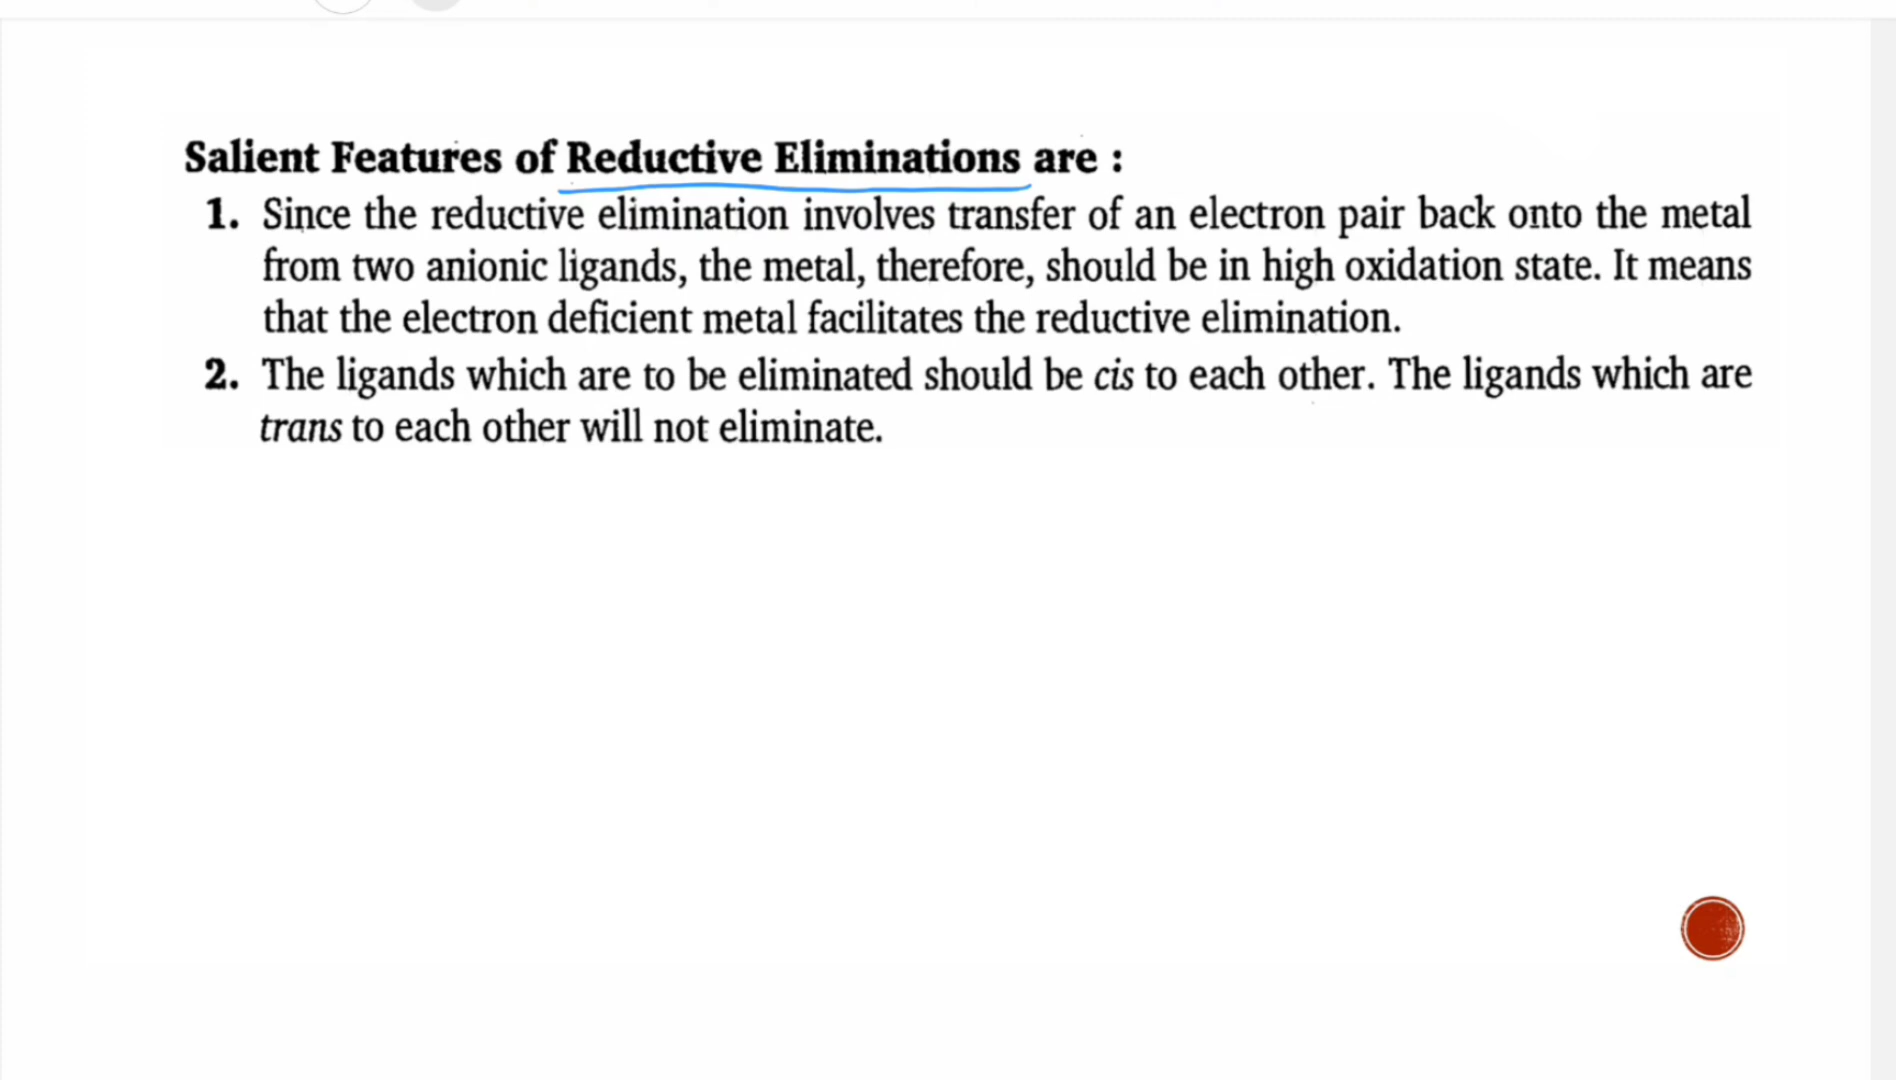 Salient Features of Reductive Eliminations are :
1. Since the reductive elimination involves transfer of an electron pair back onto the metal
from two anionic ligands, the metal, therefore, should be in high oxidation state. It means
that the electron deficient metal facilitates the reductive elimination.
2. The ligands which are to be eliminated should be cis to each other. The ligands which are
trans to each other will not eliminate.